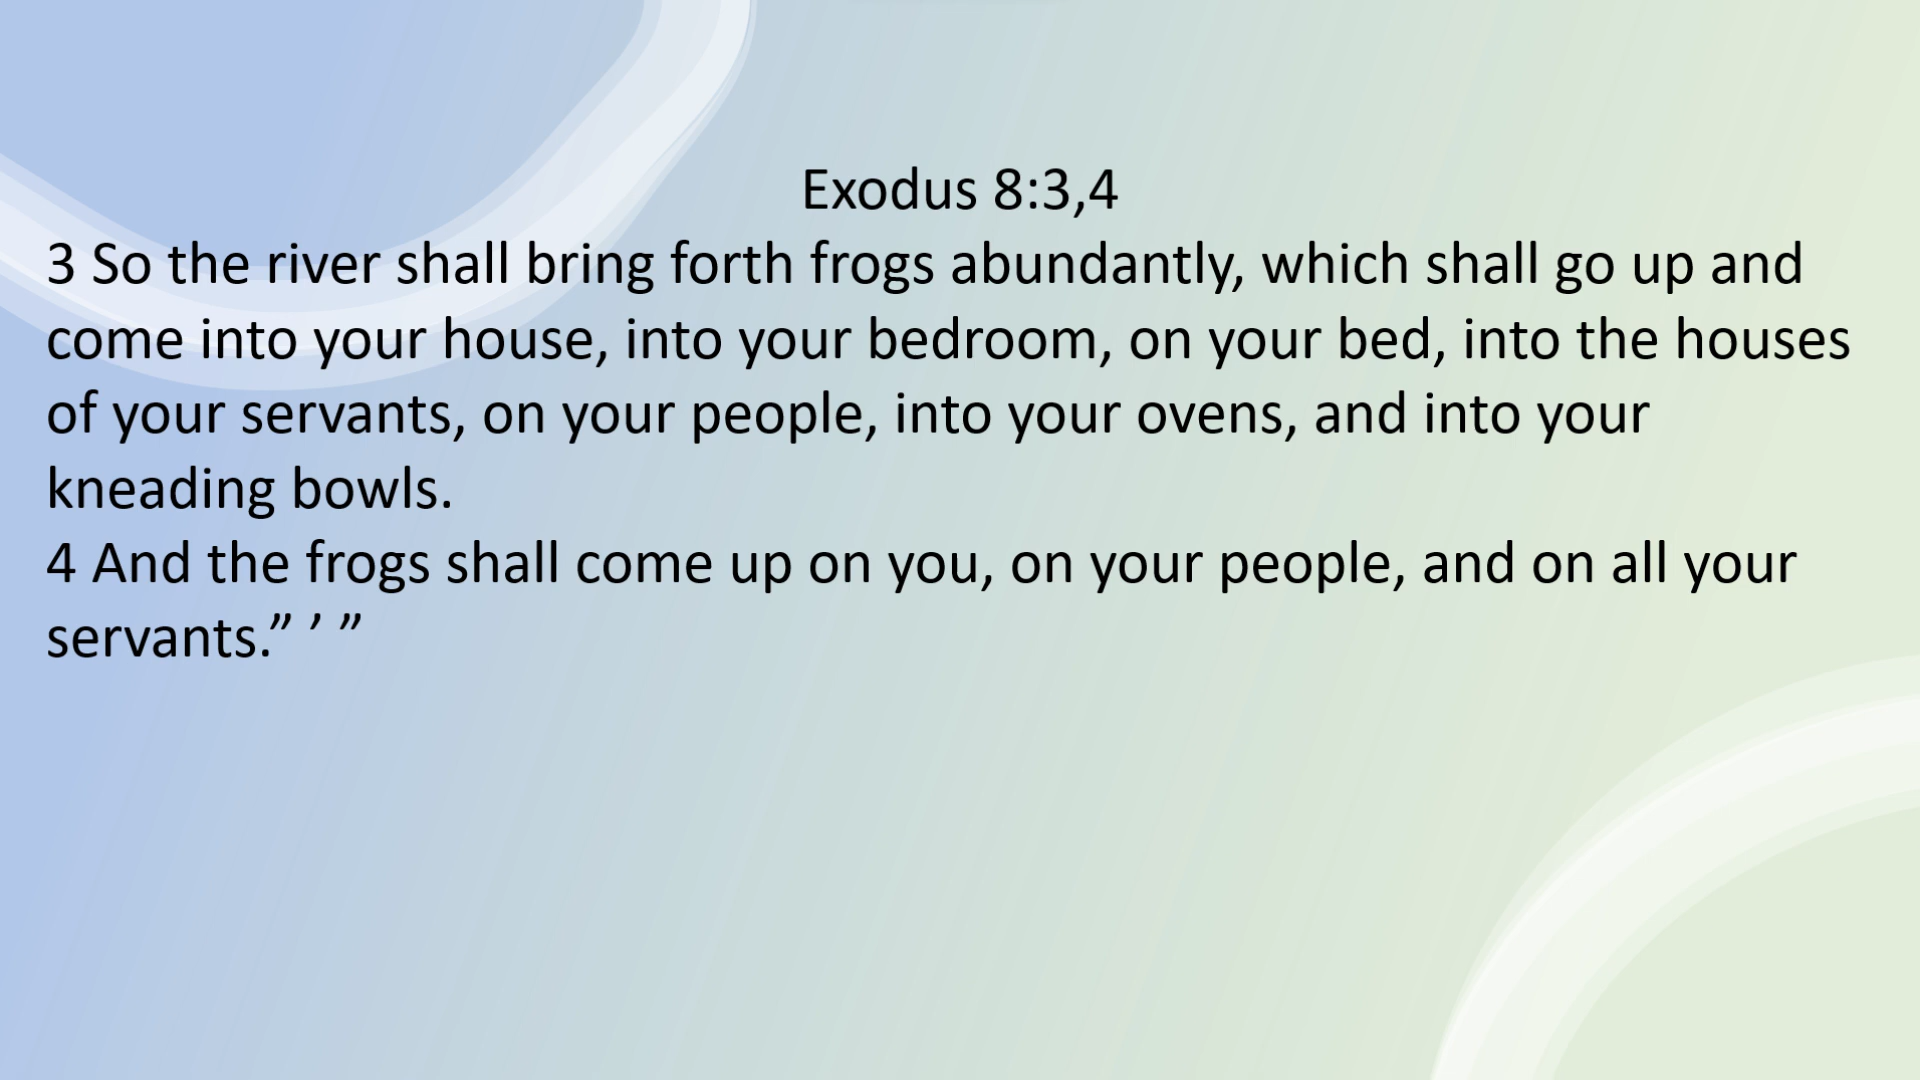 Exodus 8:3,4
3 So the river shall bring forth frogs abundantly, which shall go up and
come into your house, into your bedroom, on your bed, into the houses
of your servants, on your people, into your ovens, and into your
kneading bowls.
4 And the frogs shall come up on you, on your people, and on all your
servants.” ’ ”